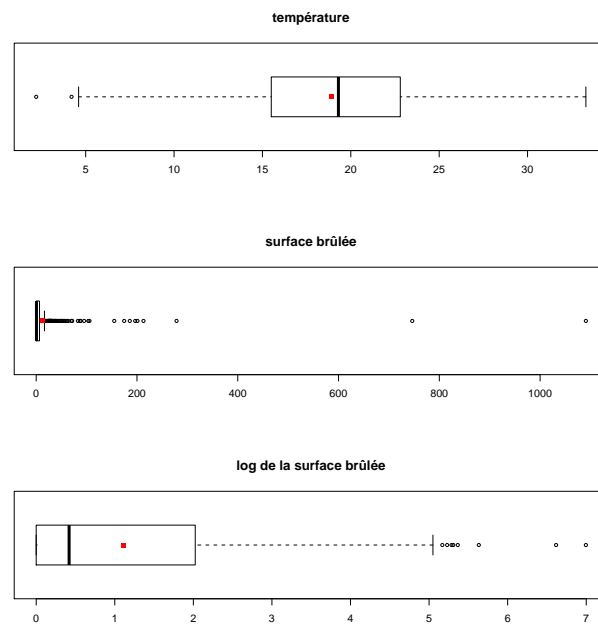 température
5 10 15 20 25 30
surface brûlée
0 200 400 600 800 1000
log de la surface brûlée
0 1 2 3 4 5 6 7